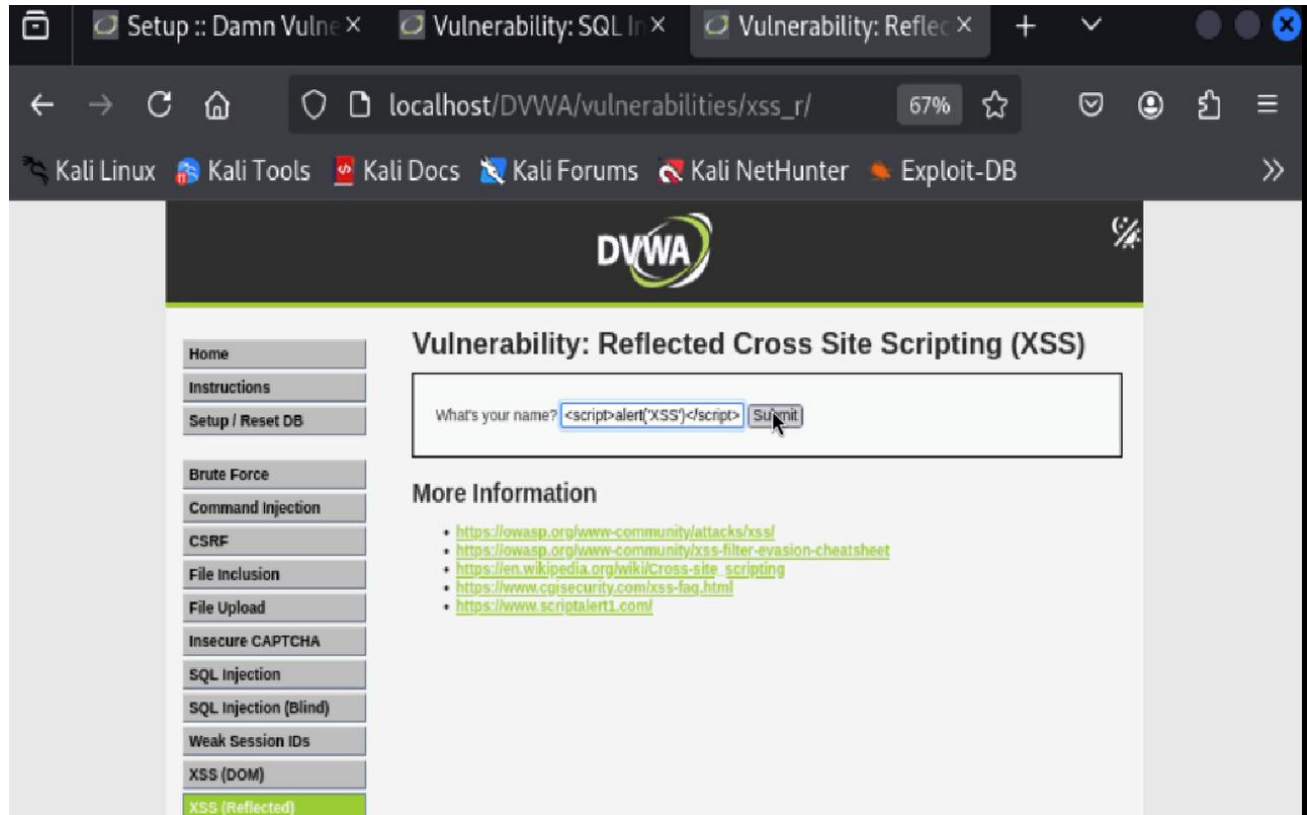 Setup :: Damn Vulne
Vulnerability: SQL In
Vulnerability: Reflec
localhost/DVWA/vulnerabilities/xss_r/
67%
Kali Linux
Kali Tools
Kali Docs
Kali Forums
Kali NetHunter
Exploit-DB
DVWA
Home
Instructions
Setup / Reset DB
Brute Force
Command Injection
CSRF
File Inclusion
File Upload
Insecure CAPTCHA
SQL Injection
SQL Injection (Blind)
Weak Session IDs
XSS (DOM)
XSS (Reflected)
Vulnerability: Reflected Cross Site Scripting (XSS)
What's your name? <script>alert('XSS')</script> Submit
More Information
https://owasp.org/www-community/attacks/xss/
https://owasp.org/www-community/xss-filter-evasion-cheatsheet
https://en.wikipedia.org/wiki/Cross-site_scripting
https://www.cgisecurity.com/xss-faq.html
https://www.scriptalert1.com/